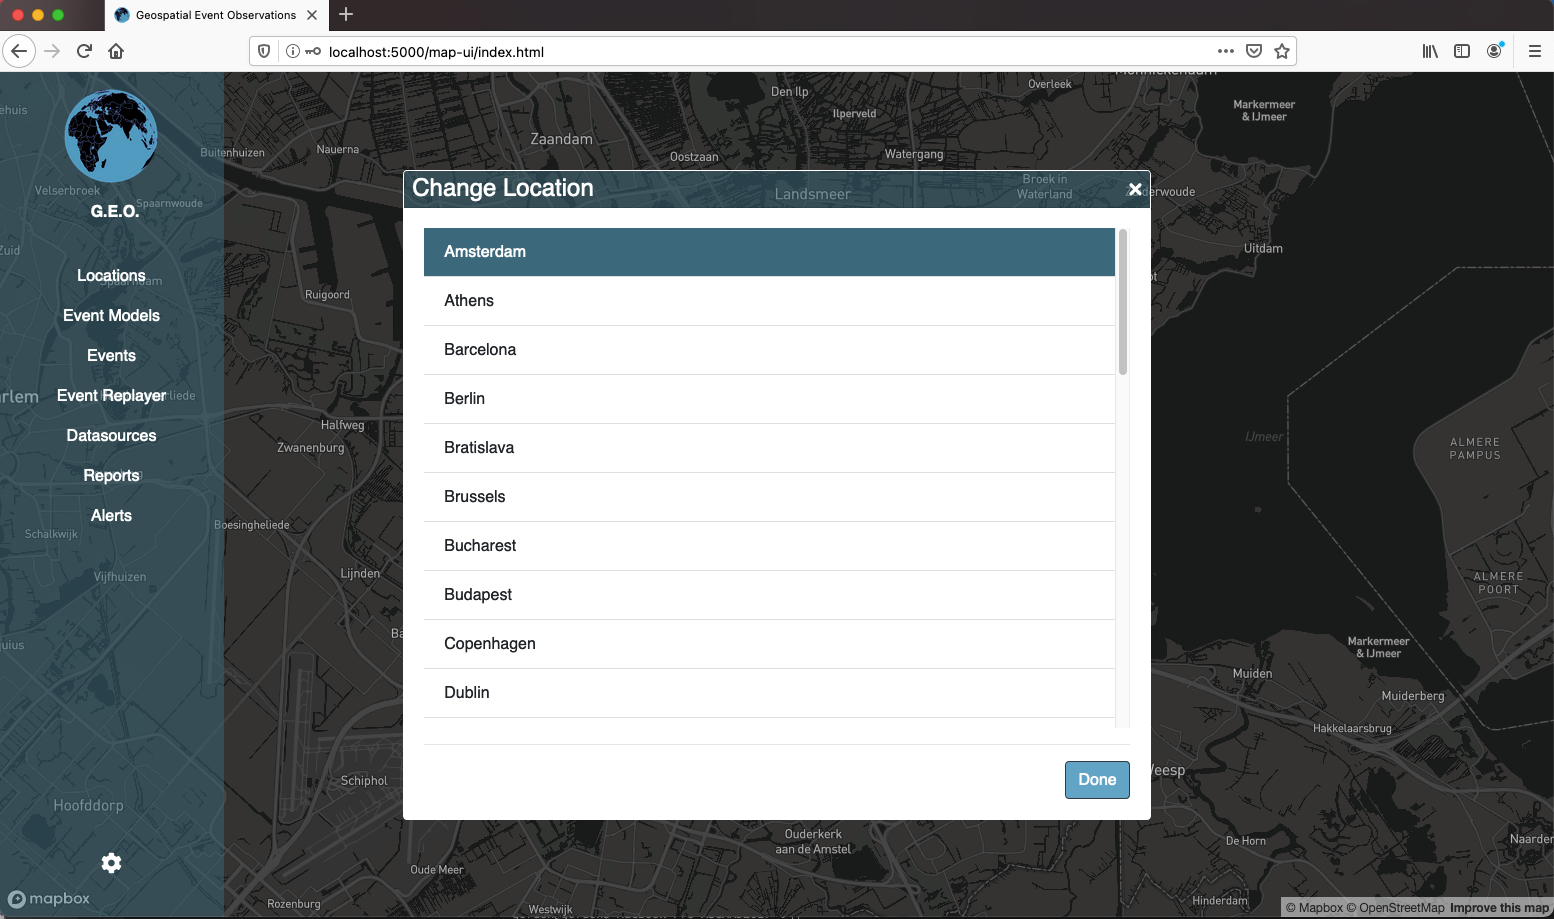 Geospatial Event Observations
localhost:5000/map-ui/index.html
G.E.O.
Locations
Event Models
Events
Event Replayer
Datasources
Reports
Alerts
mapbox
Change Location
Amsterdam
Athens
Barcelona
Berlin
Bratislava
Brussels
Bucharest
Budapest
Copenhagen
Dublin
Done
Den Ilp
Overleek
Markermeer
& IJmeer
Ilperveld
Zaandam
Nauerna
Buitenhuizen
Oostzaan
Watergang
Velserbroek
Spaarnwoude
Landsmeer
Broek in
Waterland
Uitdam
Ruigoord
Halfweg
Zwanenburg
IJmeer
ALMERE
PAMPUS
Schalkwijk
Boesingheliede
Vijfhuizen
Lijnden
ALMERE
POORT
Markermeer
& IJmeer
Muiden
Muiderberg
Hakkelaarsbrug
Schiphol
Hoofddorp
Ouderkerk
aan de Amstel
De Horn
Oude Meer
Rozenburg
Westwijk
Hinderdam
© Mapbox © OpenStreetMap Improve this map